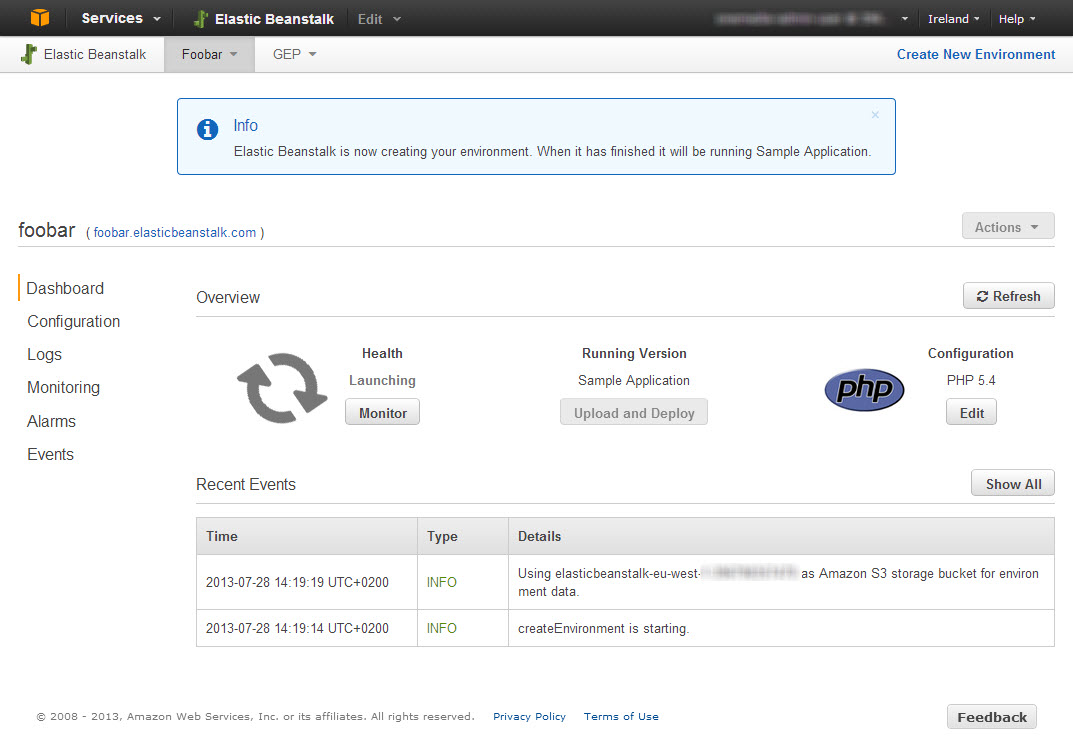 Services Elastic Beanstalk Edit Ireland Help
Elastic Beanstalk Foobar GEP Create New Environment
Info ×
Elastic Beanstalk is now creating your environment. When it has finished it will be running Sample Application.
foobar ( foobar.elasticbeanstalk.com ) Actions
Dashboard
Configuration
Logs
Monitoring
Alarms
Events
Overview Refresh
Health Running Version Configuration
Launching Sample Application php PHP 5.4
Monitor Upload and Deploy Edit
Recent Events Show All
Time Type Details
2013-07-28 14:19:19 UTC+0200 INFO Using elasticbeanstalk-eu-west- as Amazon S3 storage bucket for environ
ment data.
2013-07-28 14:19:14 UTC+0200 INFO createEnvironment is starting.
© 2008 - 2013, Amazon Web Services, Inc. or its affiliates. All rights reserved. Privacy Policy Terms of Use Feedback